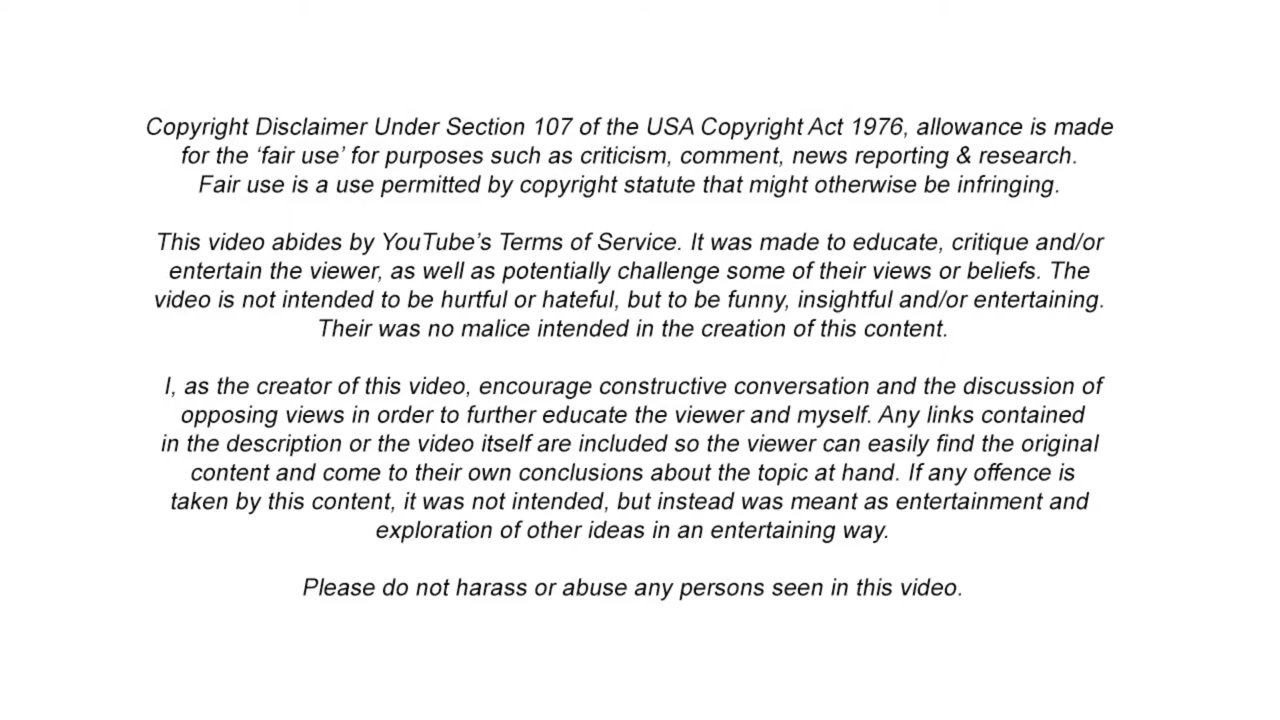 Copyright Disclaimer Under Section 107 of the USA Copyright Act 1976, allowance is made
for the ‘fair use’ for purposes such as criticism, comment, news reporting & research.
Fair use is a use permitted by copyright statute that might otherwise be infringing.
This video abides by YouTube’s Terms of Service. It was made to educate, critique and/or
entertain the viewer, as well as potentially challenge some of their views or beliefs. The
video is not intended to be hurtful or hateful, but to be funny, insightful and/or entertaining.
Their was no malice intended in the creation of this content.
I, as the creator of this video, encourage constructive conversation and the discussion of
opposing views in order to further educate the viewer and myself. Any links contained
in the description or the video itself are included so the viewer can easily find the original
content and come to their own conclusions about the topic at hand. If any offence is
taken by this content, it was not intended, but instead was meant as entertainment and
exploration of other ideas in an entertaining way.
Please do not harass or abuse any persons seen in this video.